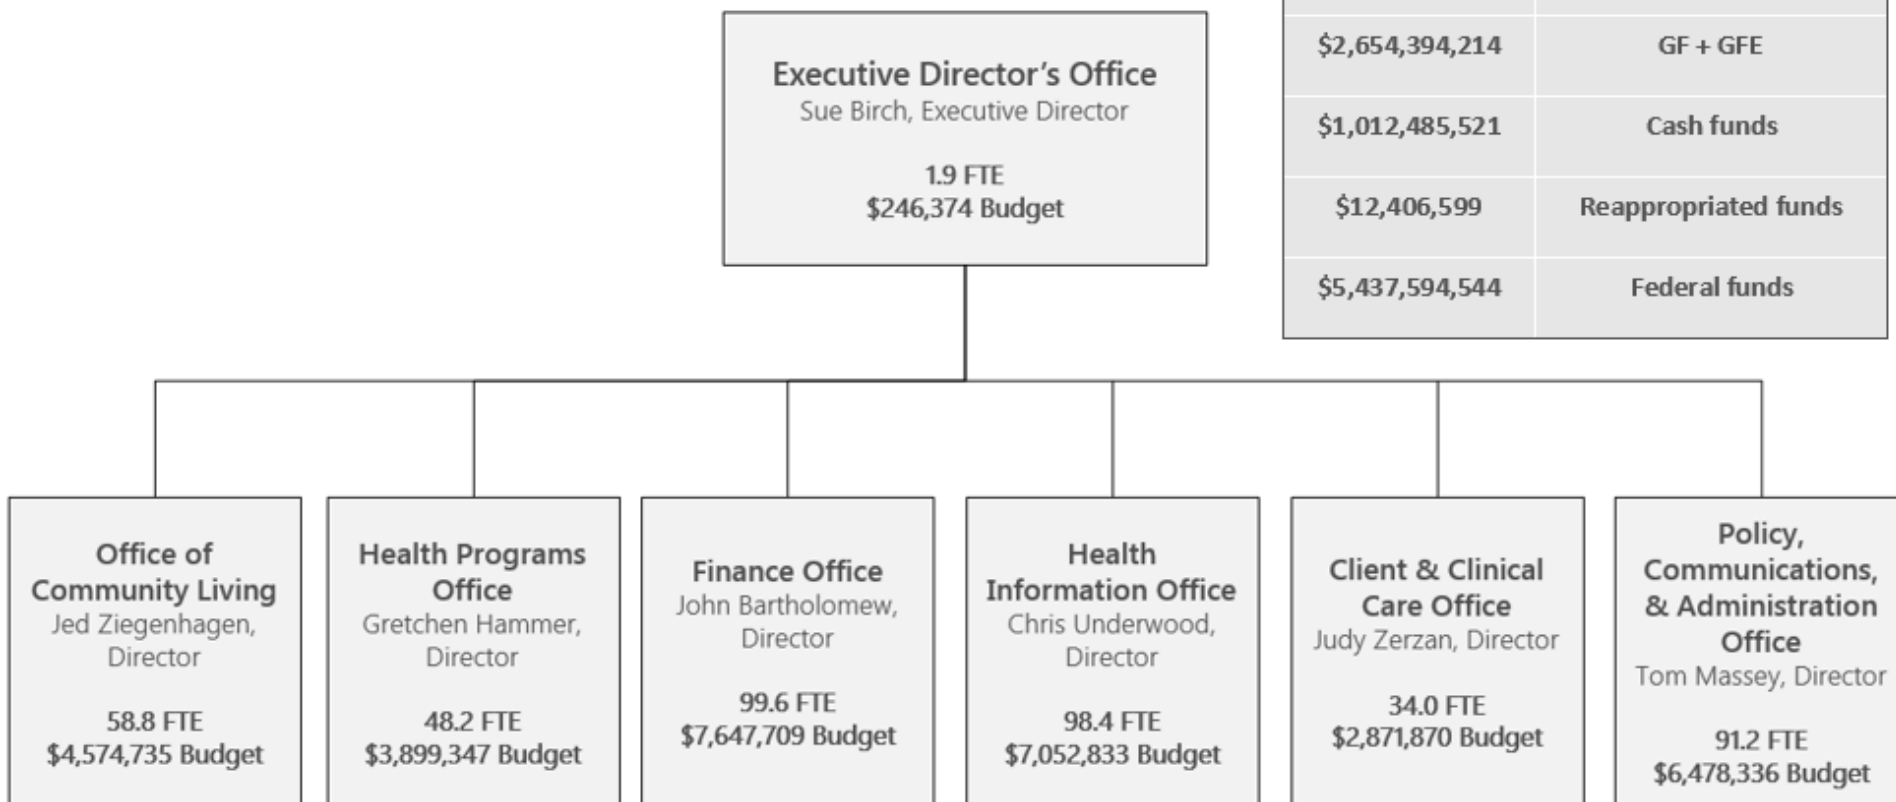 Executive Director's Office
Sue Birch, Executive Director
1.9 FTE
$246,374 Budget
$2,654,394,214 GF + GFE
$1,012,485,521 Cash funds
$12,406,599 Reappropriated funds
$5,437,594,544 Federal funds
Office of
Community Living
Jed Ziegenhagen,
Director
58.8 FTE
$4,574,735 Budget
Health Programs
Office
Gretchen Hammer,
Director
48.2 FTE
$3,899,347 Budget
Finance Office
John Bartholomew,
Director
99.6 FTE
$7,647,709 Budget
Health
Information Office
Chris Underwood,
Director
98.4 FTE
$7,052,833 Budget
Client & Clinical
Care Office
Judy Zerzan, Director
34.0 FTE
$2,871,870 Budget
Policy,
Communications,
& Administration
Office
Tom Massey, Director
91.2 FTE
$6,478,336 Budget